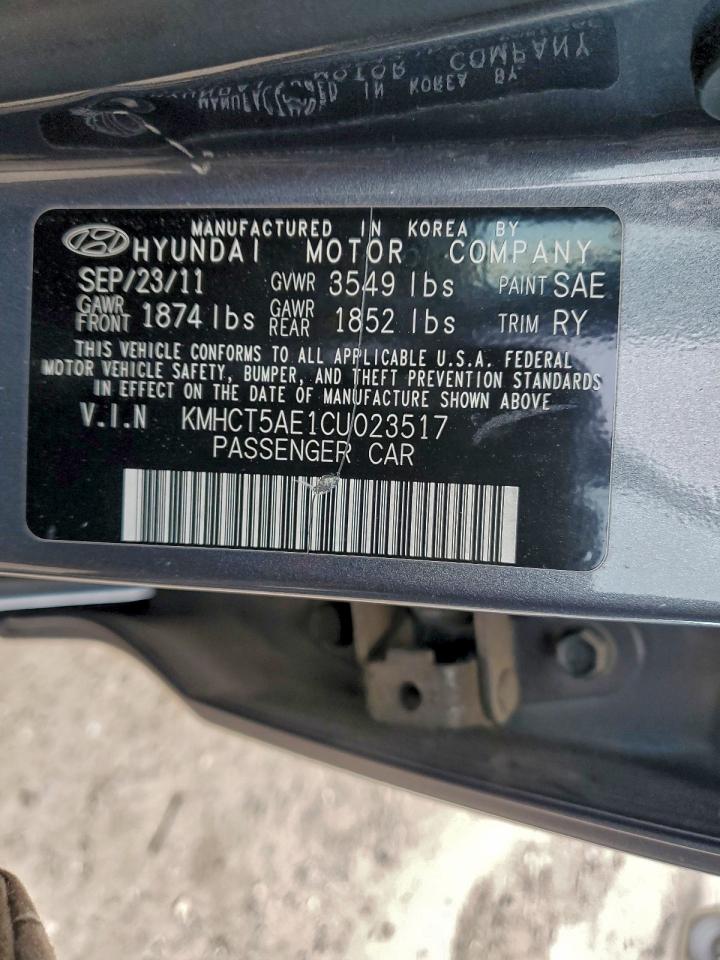 MANUFACTURED IN KOREA BY
HYUNDAI MOTOR COMPANY
SEP/23/11 GVWR 3549 lbs PAINT SAE
GAWR FRONT 1874 lbs GAWR REAR 1852 lbs TRIM RY
THIS VEHICLE CONFORMS TO ALL APPLICABLE U.S.A. FEDERAL
MOTOR VEHICLE SAFETY, BUMPER, AND THEFT PREVENTION STANDARDS
IN EFFECT ON THE DATE OF MANUFACTURE SHOWN ABOVE
V.I.N KMHCT5AE1CU023517
PASSENGER CAR